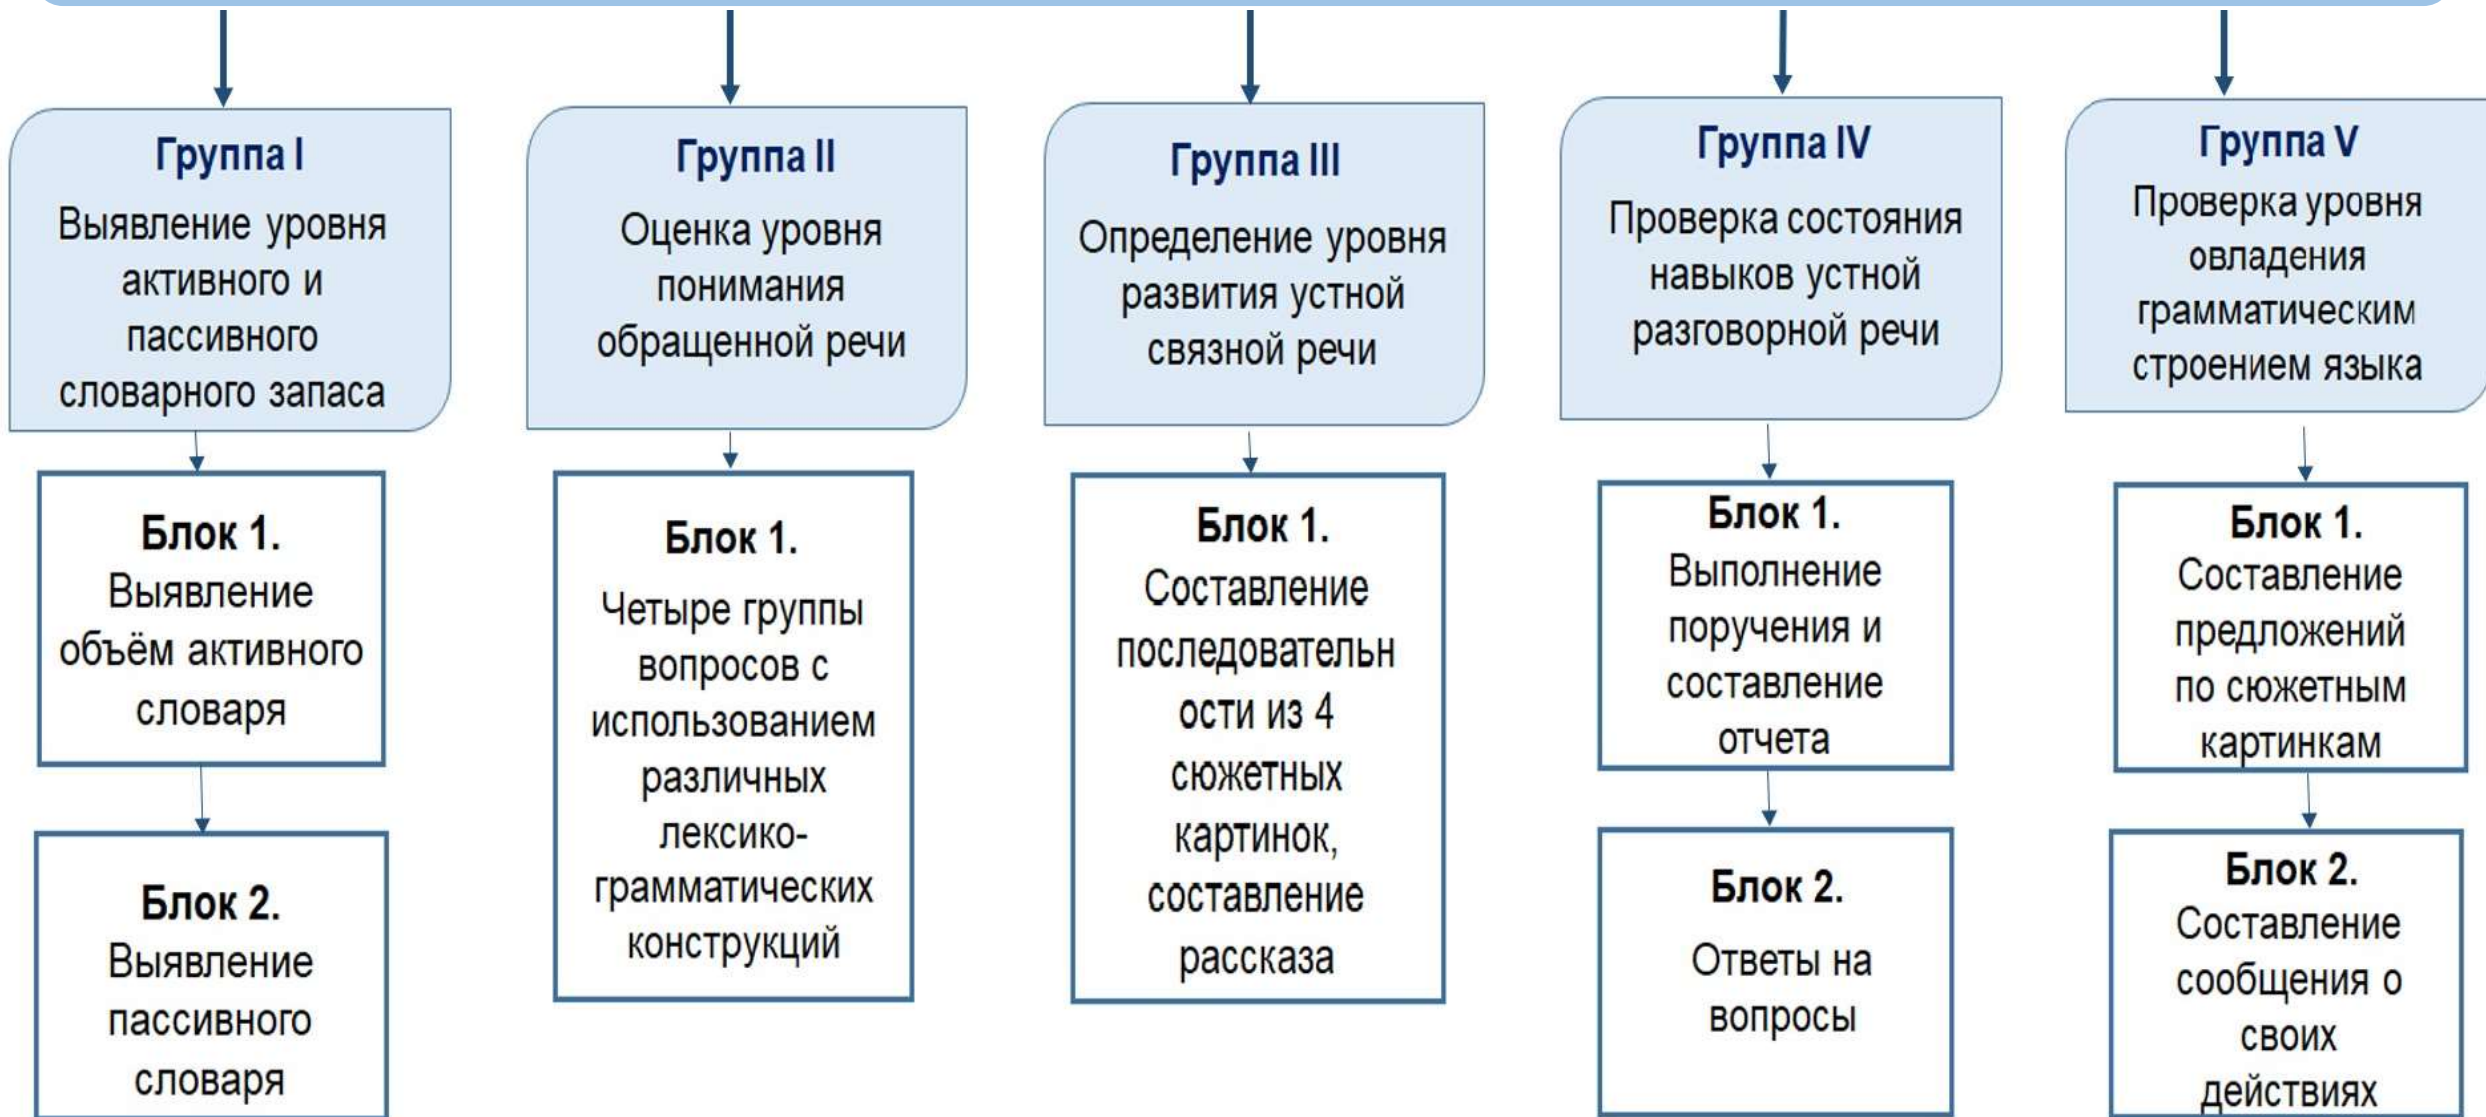 Группа I
Выявление уровня
активного и
пассивного
словарного запаса
Блок 1.
Выявление
объём активного
словаря
Блок 2.
Выявление
пассивного
словаря
Группа II
Оценка уровня
понимания
обращенной речи
Блок 1.
Четыре группы
вопросов с
использованием
различных
лексико-
грамматических
конструкций
Группа III
Определение уровня
развития устной
связной речи
Блок 1.
Составление
последовательн
ости из 4
сюжетных
картинок,
составление
рассказа
Группа IV
Проверка состояния
навыков устной
разговорной речи
Блок 1.
Выполнение
поручения и
составление
отчета
Блок 2.
Ответы на
вопросы
Группа V
Проверка уровня
овладения
грамматическим
строением языка
Блок 1.
Составление
предложений
по сюжетным
картинкам
Блок 2.
Составление
сообщения о
своих
действиях